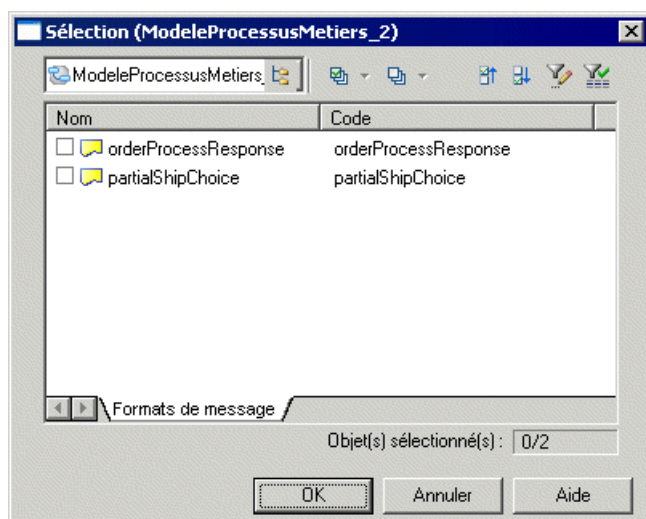 Sélection (ModeleProcessusMetiers_2)
ModeleProcessusMetiers_
Nom Code
orderProcessResponse orderProcessResponse
partialShipChoice partialShipChoice
Formats de message
Objet(s) sélectionné(s) : 0/2
OK Annuler Aide